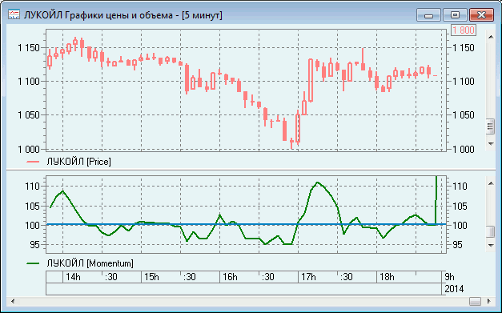 ЛУКОЙЛ Графики цены и объема - [5 минут]
1 800
1 150 1 150
1 100 1 100
1 050 1 050
1 000 1 000
ЛУКОЙЛ [Price]
110 110
105 105
100 100
95 95
ЛУКОЙЛ [Momentum]
14h :30 15h :30 16h :30 17h :30 18h 9h
2014